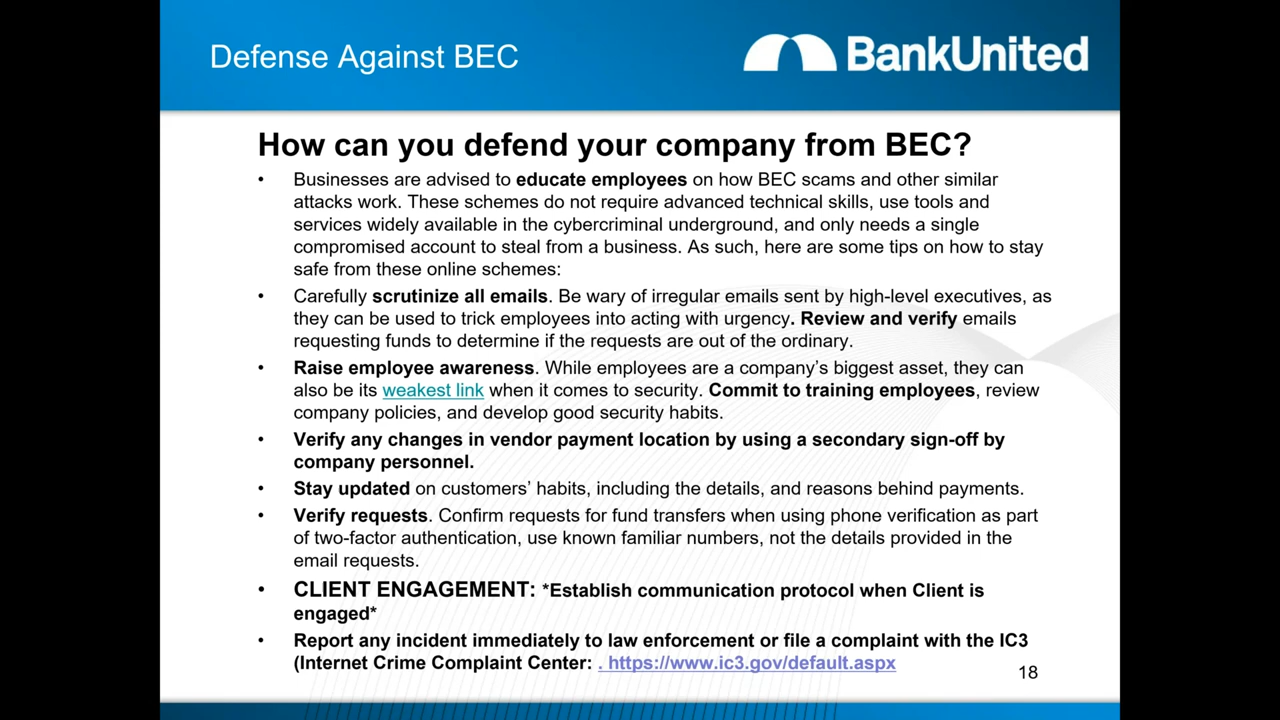 Defense Against BEC
BankUnited
How can you defend your company from BEC?
• Businesses are advised to educate employees on how BEC scams and other similar
attacks work. These schemes do not require advanced technical skills, use tools and
services widely available in the cybercriminal underground, and only needs a single
compromised account to steal from a business. As such, here are some tips on how to stay
safe from these online schemes:
• Carefully scrutinize all emails. Be wary of irregular emails sent by high-level executives, as
they can be used to trick employees into acting with urgency. Review and verify emails
requesting funds to determine if the requests are out of the ordinary.
• Raise employee awareness. While employees are a company’s biggest asset, they can
also be its weakest link when it comes to security. Commit to training employees, review
company policies, and develop good security habits.
• Verify any changes in vendor payment location by using a secondary sign-off by
company personnel.
• Stay updated on customers’ habits, including the details, and reasons behind payments.
• Verify requests. Confirm requests for fund transfers when using phone verification as part
of two-factor authentication, use known familiar numbers, not the details provided in the
email requests.
• CLIENT ENGAGEMENT: *Establish communication protocol when Client is
engaged*
• Report any incident immediately to law enforcement or file a complaint with the IC3
(Internet Crime Complaint Center: . https://www.ic3.gov/default.aspx
18